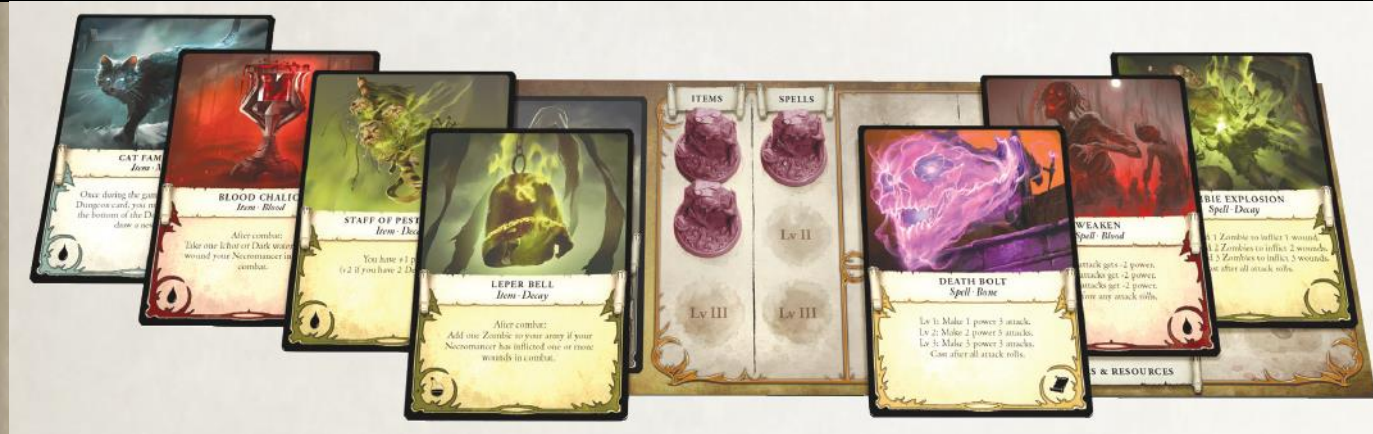 CAT FAM
Item · M
Once during the gam
Dungeon card, you m
the bottom of the Du
draw a new
BLOOD CHALIC
Item · Blood
After combat:
Take one Ichor or Dark water
wound your Necromancer in
combat.
STAFF OF PEST
Item · Deca
You have +1 p
(+2 if you have 2 De
LEPER BELL
Item · Decay
After combat:
Add one Zombie to your army if your
Necromancer has inflicted one or more
wounds in combat.
ITEMS
SPELLS
Lv II
Lv III
Lv III
DEATH BOLT
Spell · Bone
Lv 1: Make 1 power 3 attack.
Lv 2: Make 2 power 3 attacks.
Lv 3: Make 3 power 3 attacks.
Cast after all attack rolls.
WEAKEN
Spell · Blood
attack gets -2 power.
attacks get -2 power.
attacks get -2 power.
ore any attack rolls.
BIE EXPLOSION
Spell · Decay
1 Zombie to inflict 1 wound.
2 Zombies to inflict 2 wounds.
3 Zombies to inflict 3 wounds.
st after all attack rolls.
S & RESOURCES